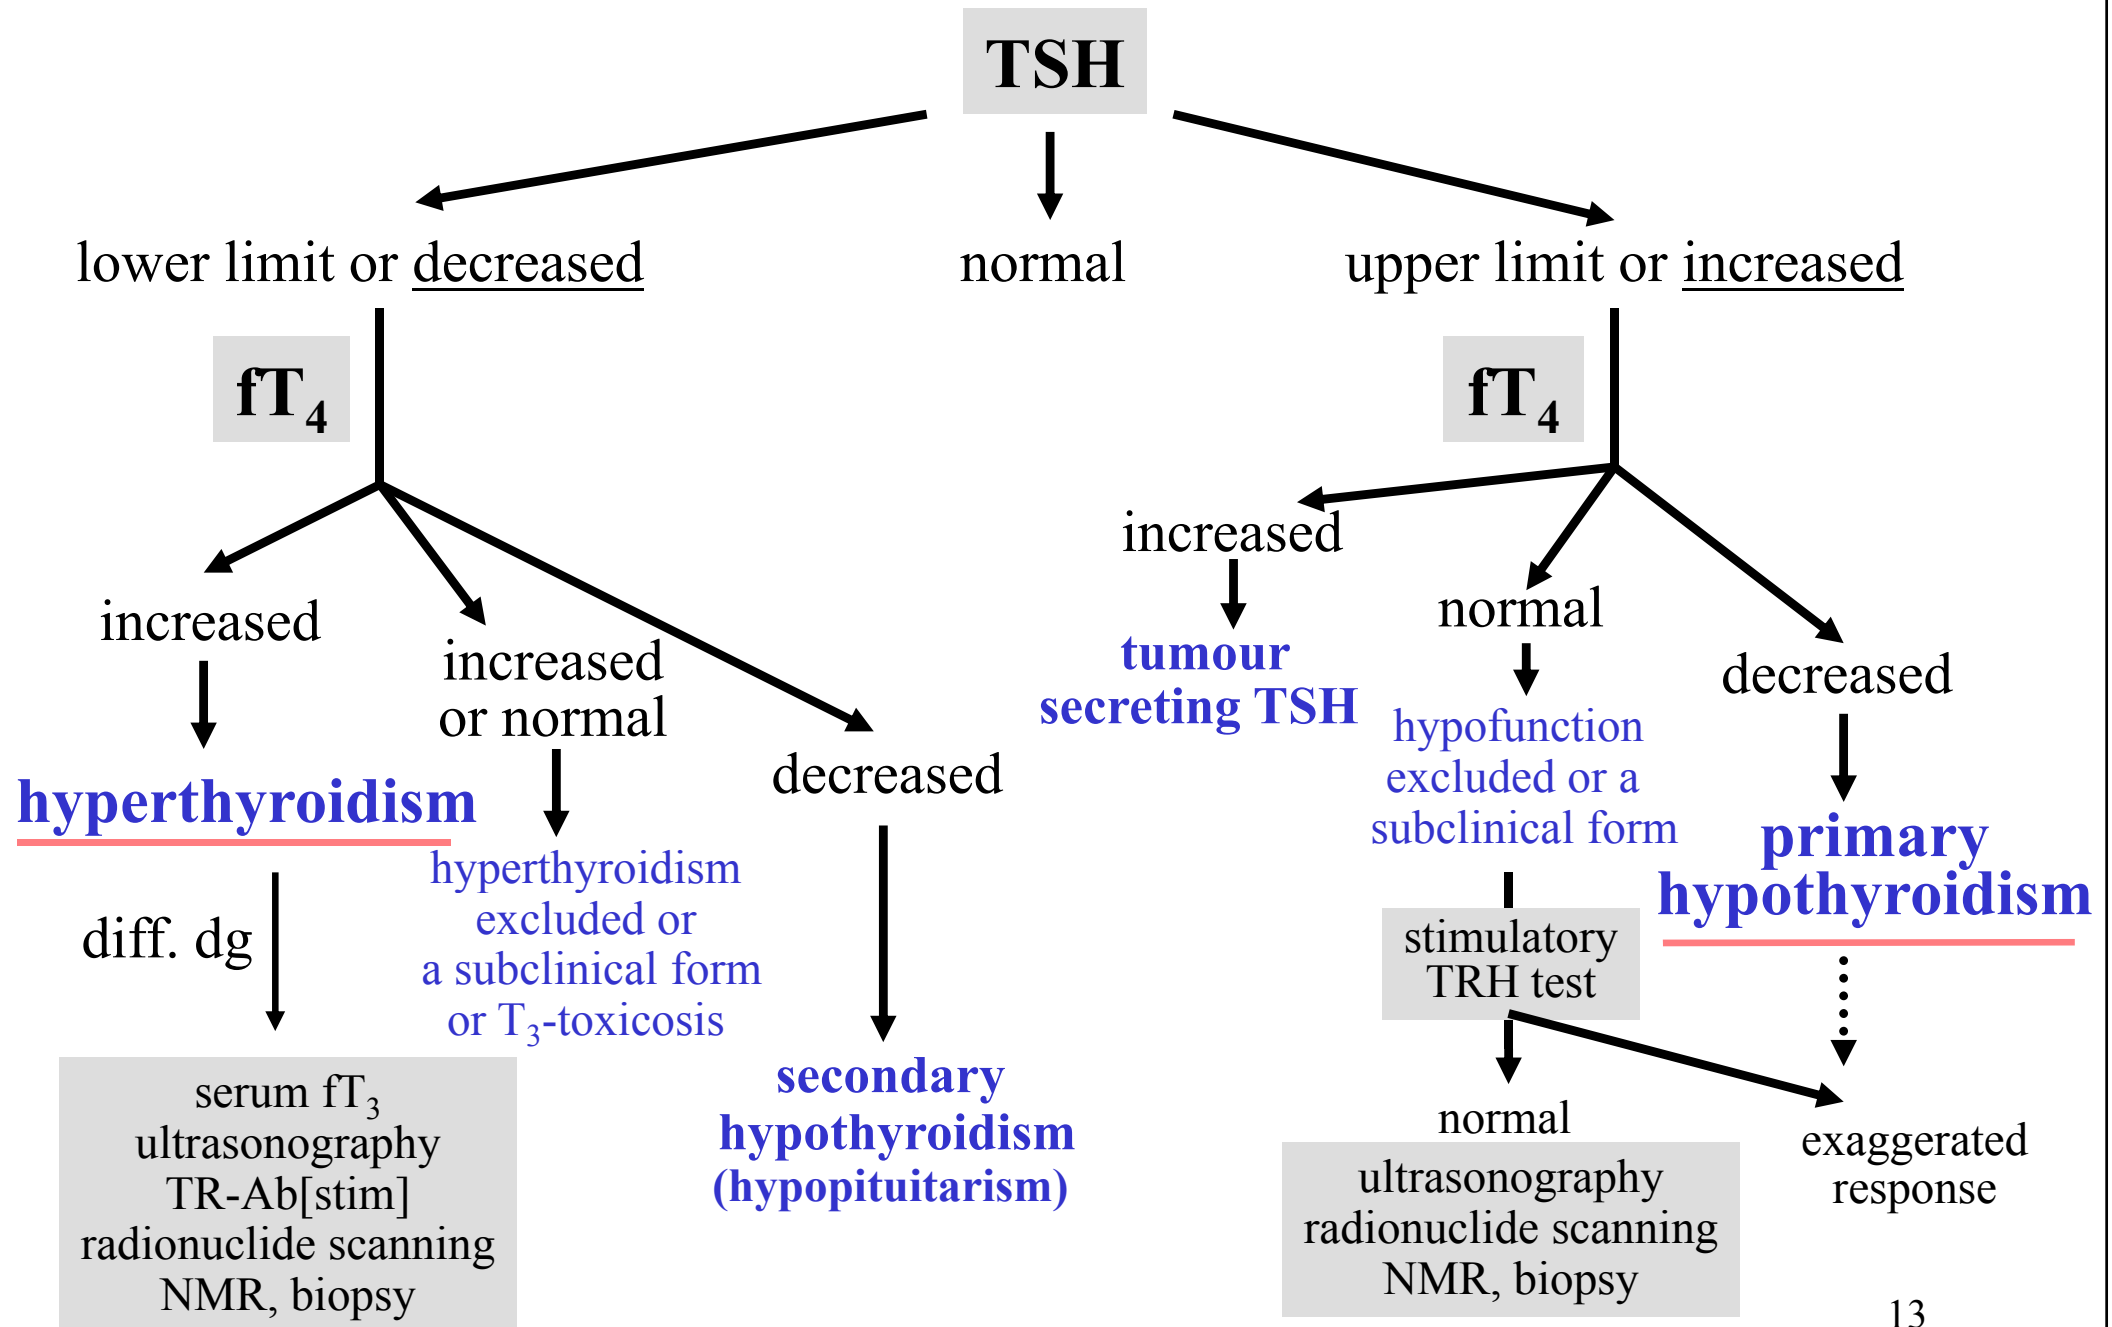 TSH
lower limit or decreased
normal
upper limit or increased
fT₄
fT₄
increased
increased
or normal
decreased
increased
normal
decreased
hyperthyroidism
hyperthyroidism
excluded or
a subclinical form
or T₃-toxicosis
tumour
secreting TSH
hypofunction
excluded or a
subclinical form
primary
hypothyroidism
diff. dg
stimulatory
TRH test
serum fT₃
ultrasonography
TR-Ab[stim]
radionuclide scanning
NMR, biopsy
secondary
hypothyroidism
(hypopituitarism)
normal
ultrasonography
radionuclide scanning
NMR, biopsy
exaggerated
response
13